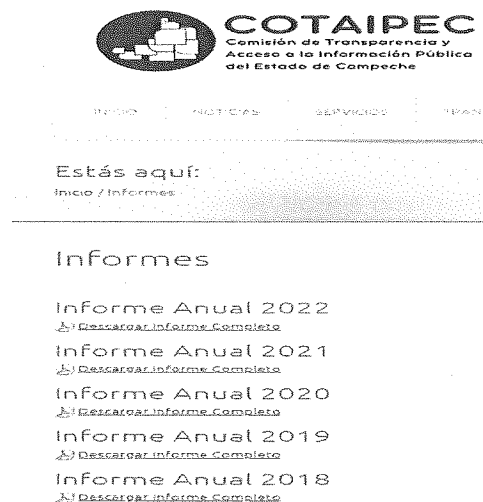 COTAIPEC
Comisión de Transparencia y
Acceso a la Información Pública
del Estado de Campeche
INICIO NOTICIAS SERVICIOS TRAN
Estás aquí:
Inicio / Informes
Informes
Informe Anual 2022
Descargar Informe Completo
Informe Anual 2021
Descargar Informe Completo
Informe Anual 2020
Descargar Informe Completo
Informe Anual 2019
Descargar Informe Completo
Informe Anual 2018
Descargar Informe Completo